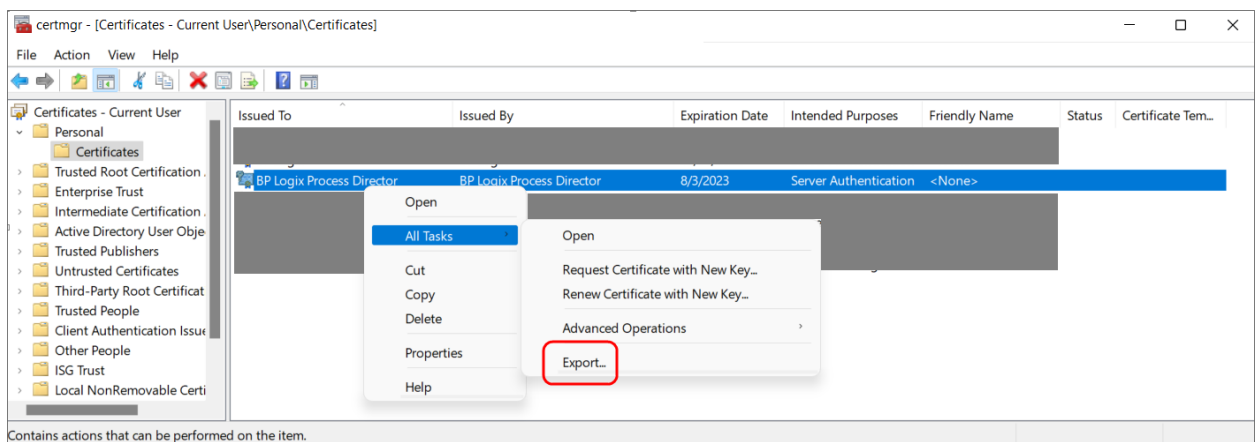 certmgr - [Certificates - Current User\Personal\Certificates]
File Action View Help
Certificates - Current User
Personal
Certificates
Trusted Root Certification
Enterprise Trust
Intermediate Certification
Active Directory User Obje
Trusted Publishers
Untrusted Certificates
Third-Party Root Certificat
Trusted People
Client Authentication Issue
Other People
ISG Trust
Local NonRemovable Certi
Issued To Issued By Expiration Date Intended Purposes Friendly Name Status Certificate Tem...
BP Logix Process Director BP Logix Process Director 8/3/2023 Server Authentication <None>
Open
All Tasks
Cut
Copy
Delete
Properties
Help
Open
Request Certificate with New Key...
Renew Certificate with New Key...
Advanced Operations
Export...
Contains actions that can be performed on the item.